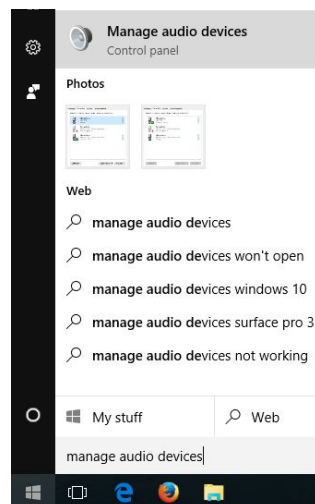 Manage audio devices
Control panel
Photos
Web
manage audio devices
manage audio devices won't open
manage audio devices windows 10
manage audio devices surface pro 3
manage audio devices not working
My stuff
Web
manage audio devices